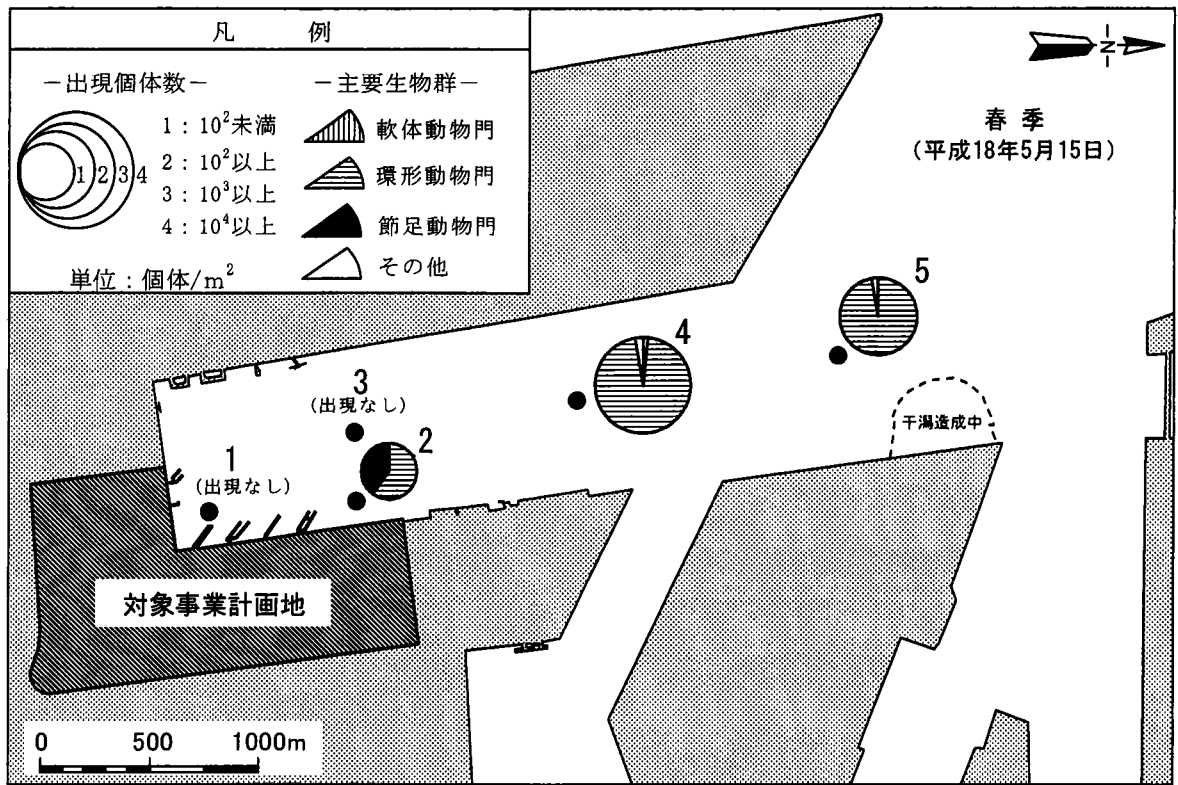 凡 例
－出現個体数－
1：10²未満
2：10²以上
3：10³以上
4：10⁴以上
1 2 3 4
単位：個体/m²
－主要生物群－
軟体動物門
環形動物門
節足動物門
その他
N
春 季
（平成18年5月15日）
5
4
3
（出現なし）
2
1
（出現なし）
干潟造成中
対象事業計画地
0 500 1000m